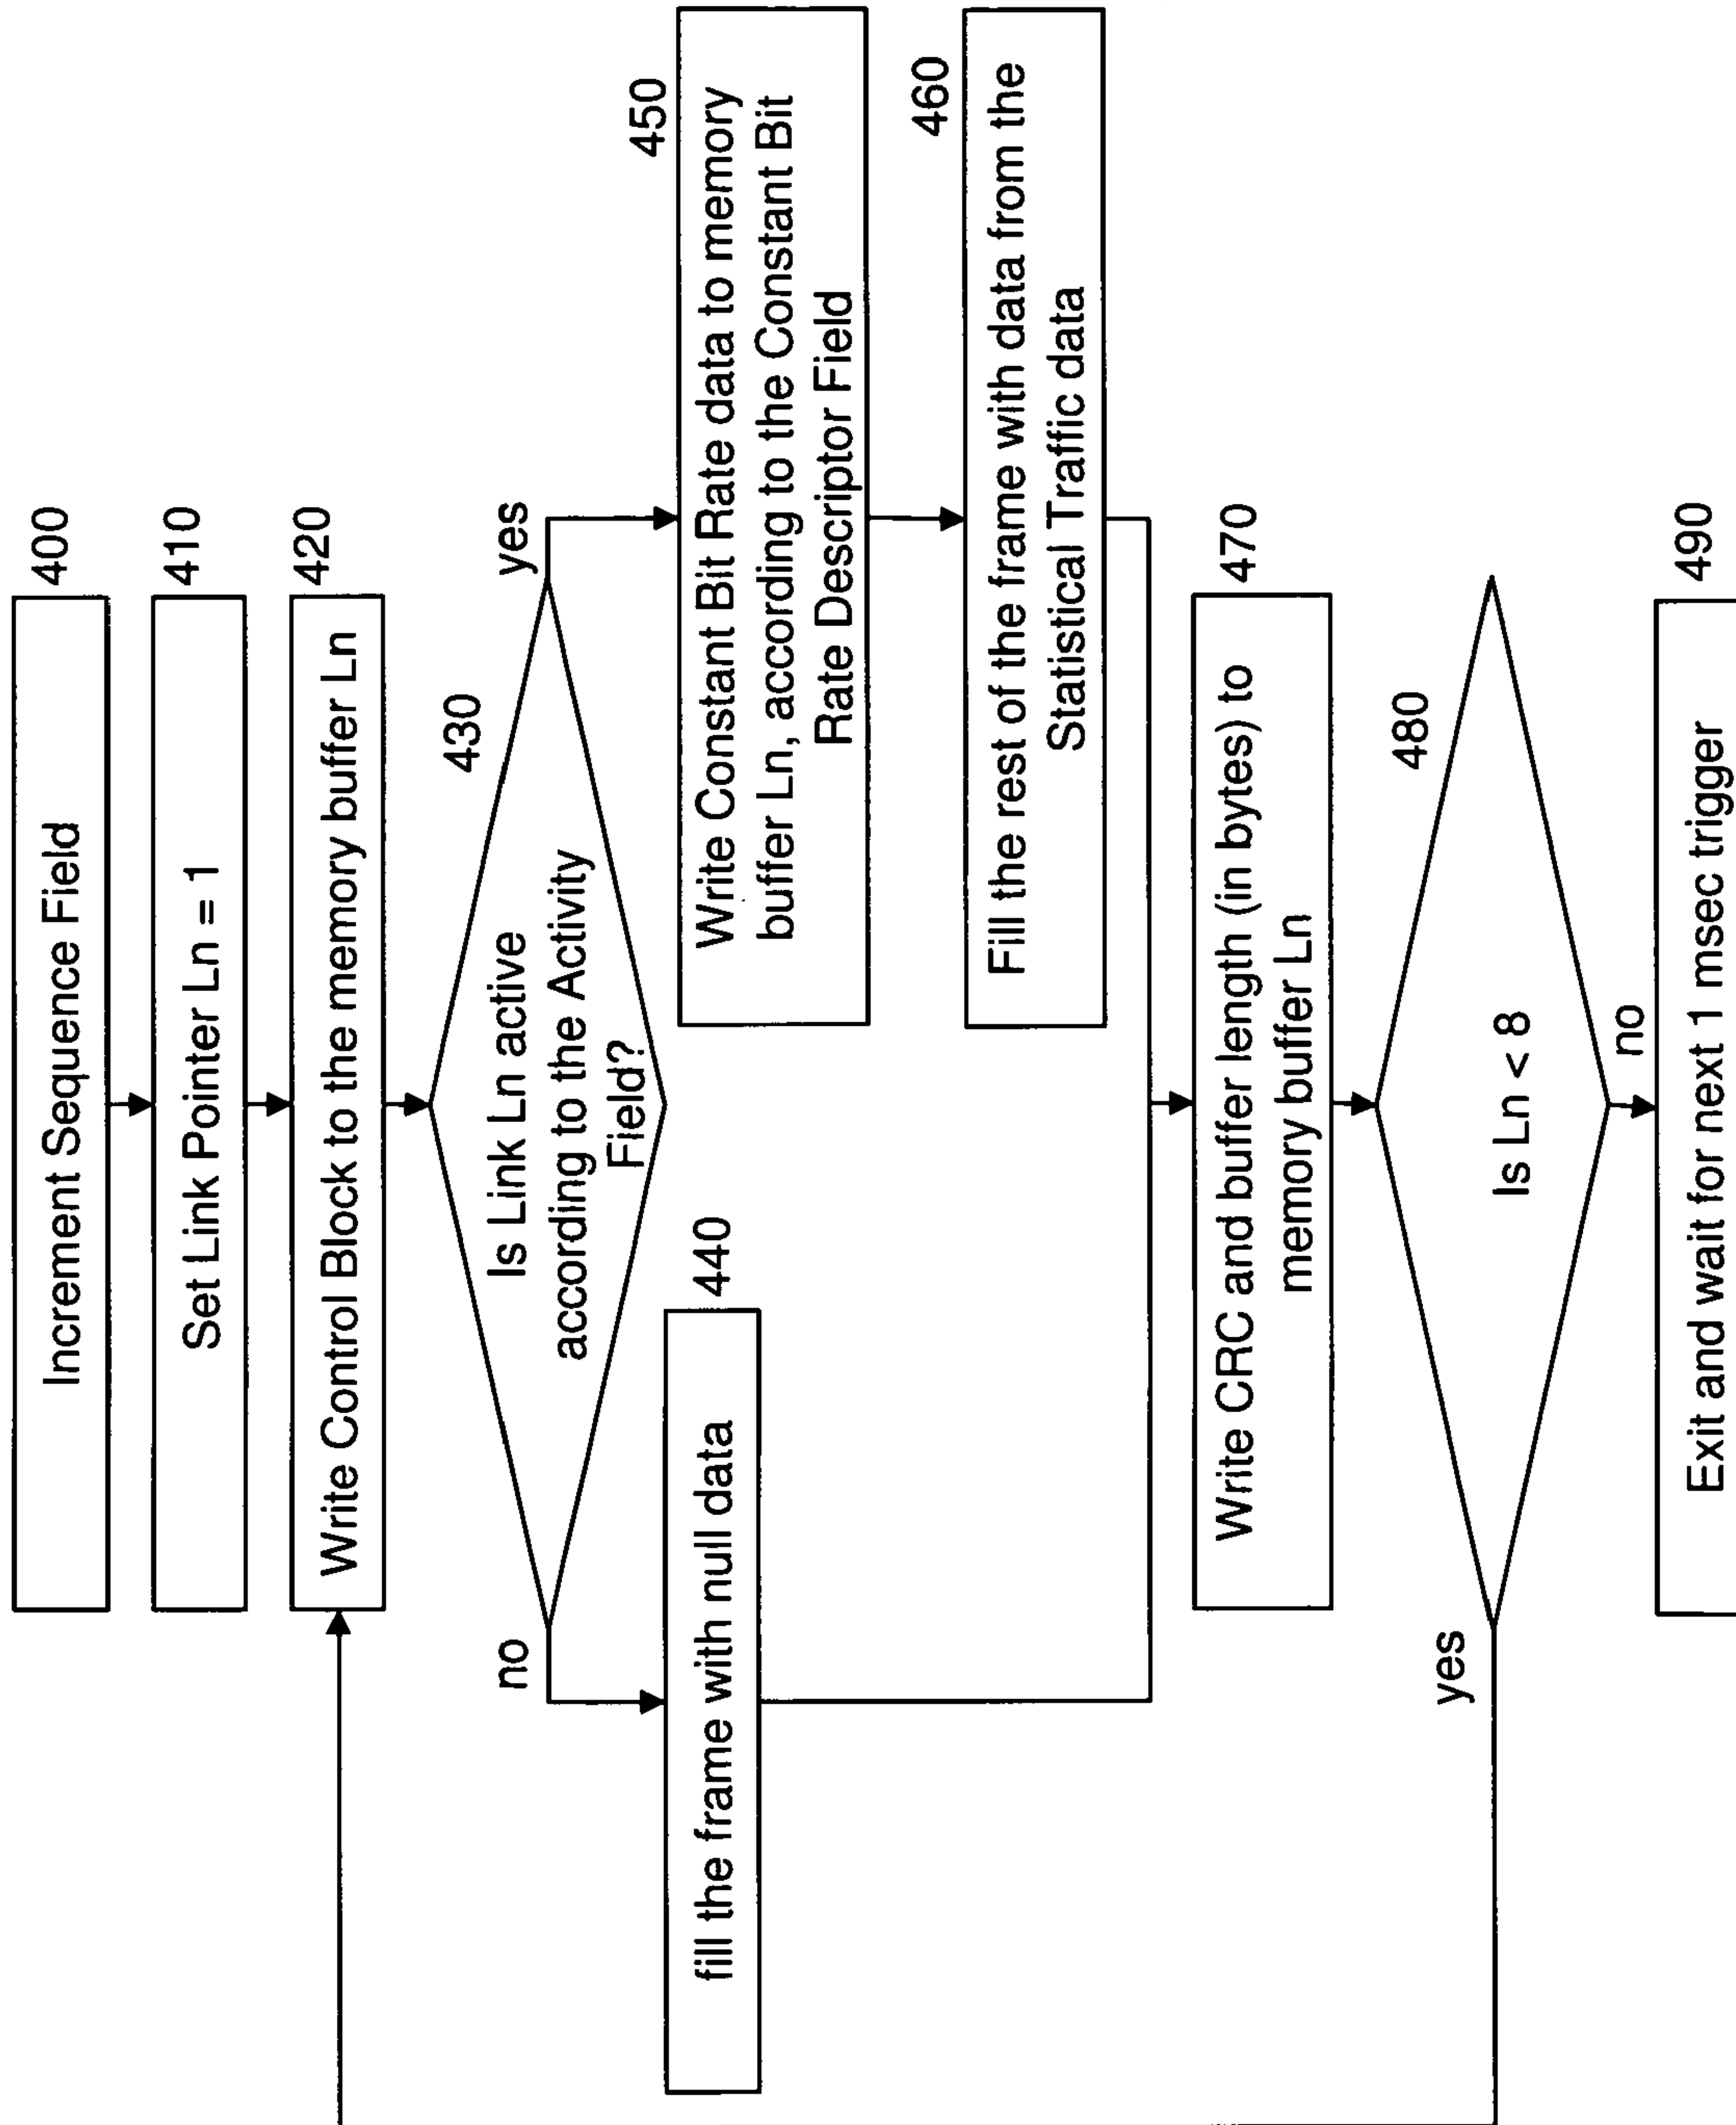 400
Increment Sequence Field
410
Set Link Pointer Ln = 1
420
Write Control Block to the memory buffer Ln
430
Is Link Ln active
according to the Activity
Field?
no
yes
440
fill the frame with null data
450
Write Constant Bit Rate data to memory
buffer Ln, according to the Constant Bit
Rate Descriptor Field
460
Fill the rest of the frame with data from the
Statistical Traffic data
470
Write CRC and buffer length (in bytes) to
memory buffer Ln
480
Is Ln < 8
yes
no
490
Exit and wait for next 1 msec trigger